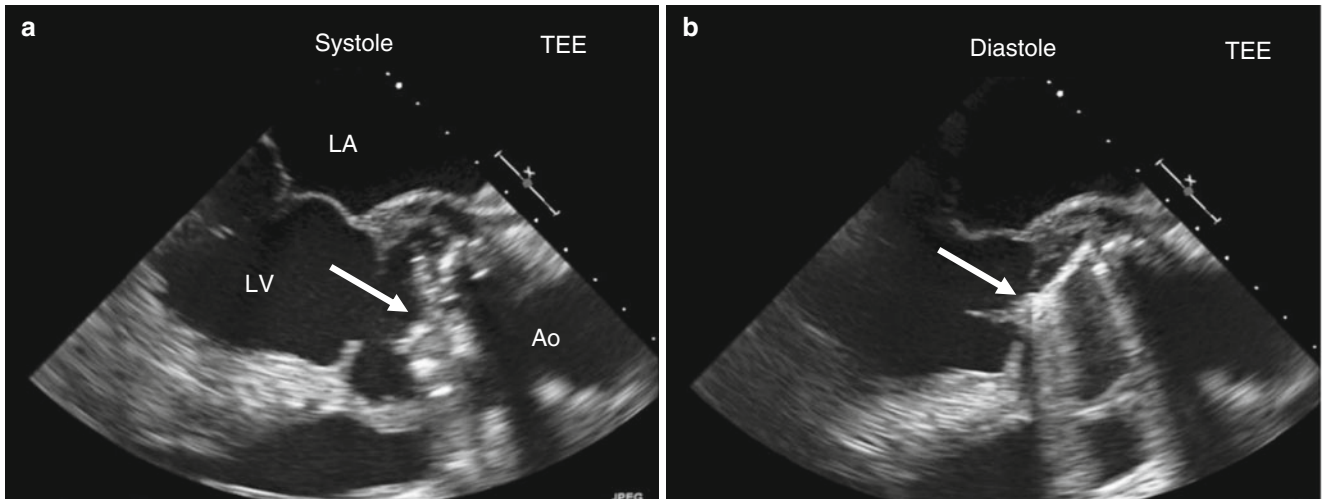 a
Systole
TEE
LA
LV
Ao
JPEG
b
Diastole
TEE